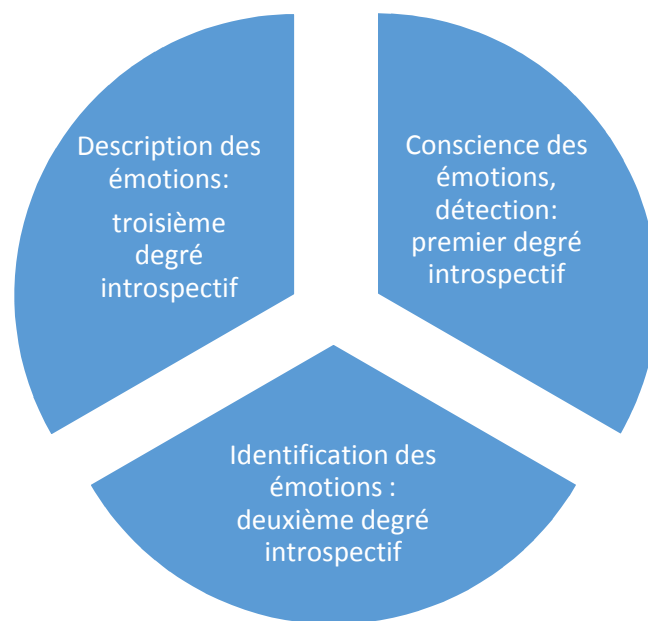 Description des
émotions:
troisième
degré
introspectif
Conscience des
émotions,
détection:
premier degré
introspectif
Identification des
émotions :
deuxième degré
introspectif